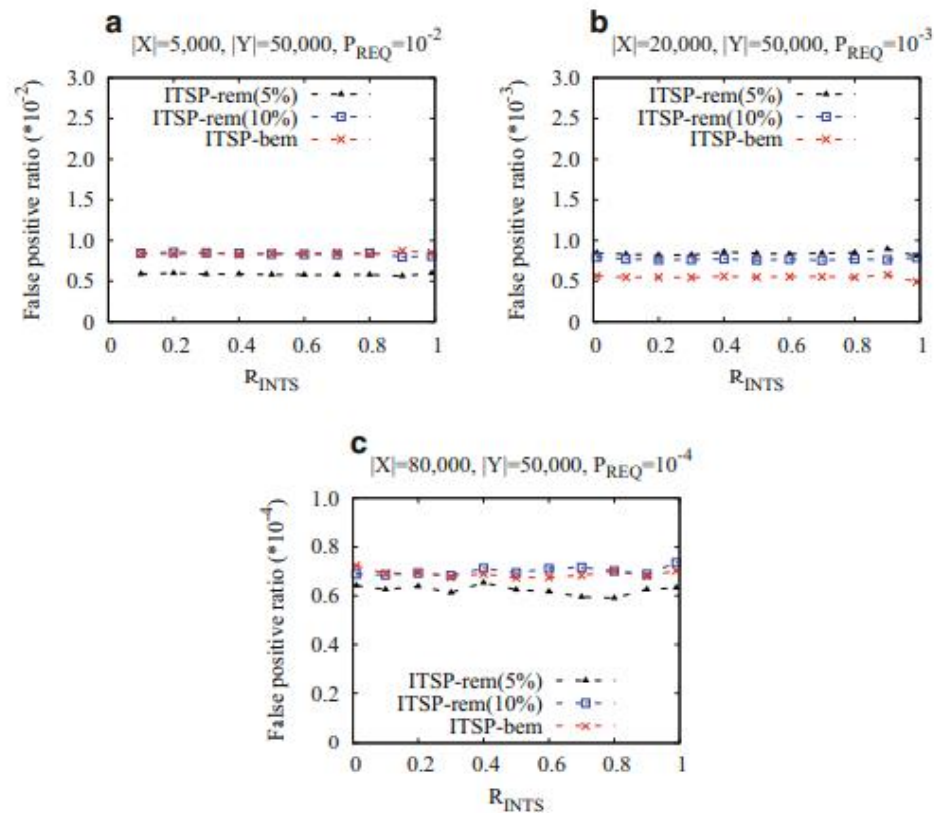 a
|X|=5,000, |Y|=50,000, P_REQ=10^-2
3.0
2.5
2.0
1.5
1.0
0.5
0
False positive ratio (*10^-2)
ITSP-rem(5%)
ITSP-rem(10%)
ITSP-bem
0 0.2 0.4 0.6 0.8 1
R_INTS
b
|X|=20,000, |Y|=50,000, P_REQ=10^-3
3.0
2.5
2.0
1.5
1.0
0.5
0
False positive ratio (*10^-3)
ITSP-rem(5%)
ITSP-rem(10%)
ITSP-bem
0 0.2 0.4 0.6 0.8 1
R_INTS
c
|X|=80,000, |Y|=50,000, P_REQ=10^-4
1.0
0.8
0.6
0.4
0.2
0
False positive ratio (*10^-4)
ITSP-rem(5%)
ITSP-rem(10%)
ITSP-bem
0 0.2 0.4 0.6 0.8 1
R_INTS